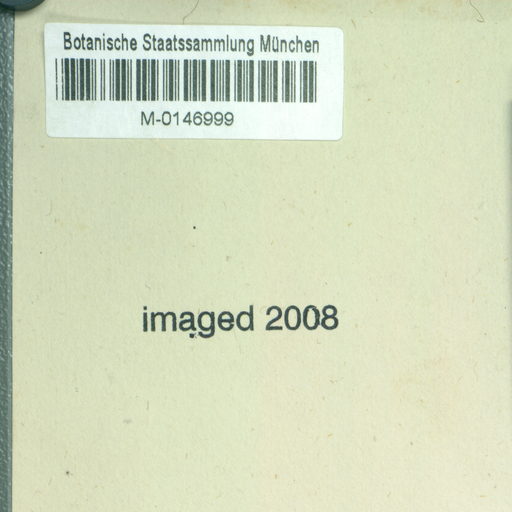 Botanische Staatssammlung München
M-0146999
imaged 2008